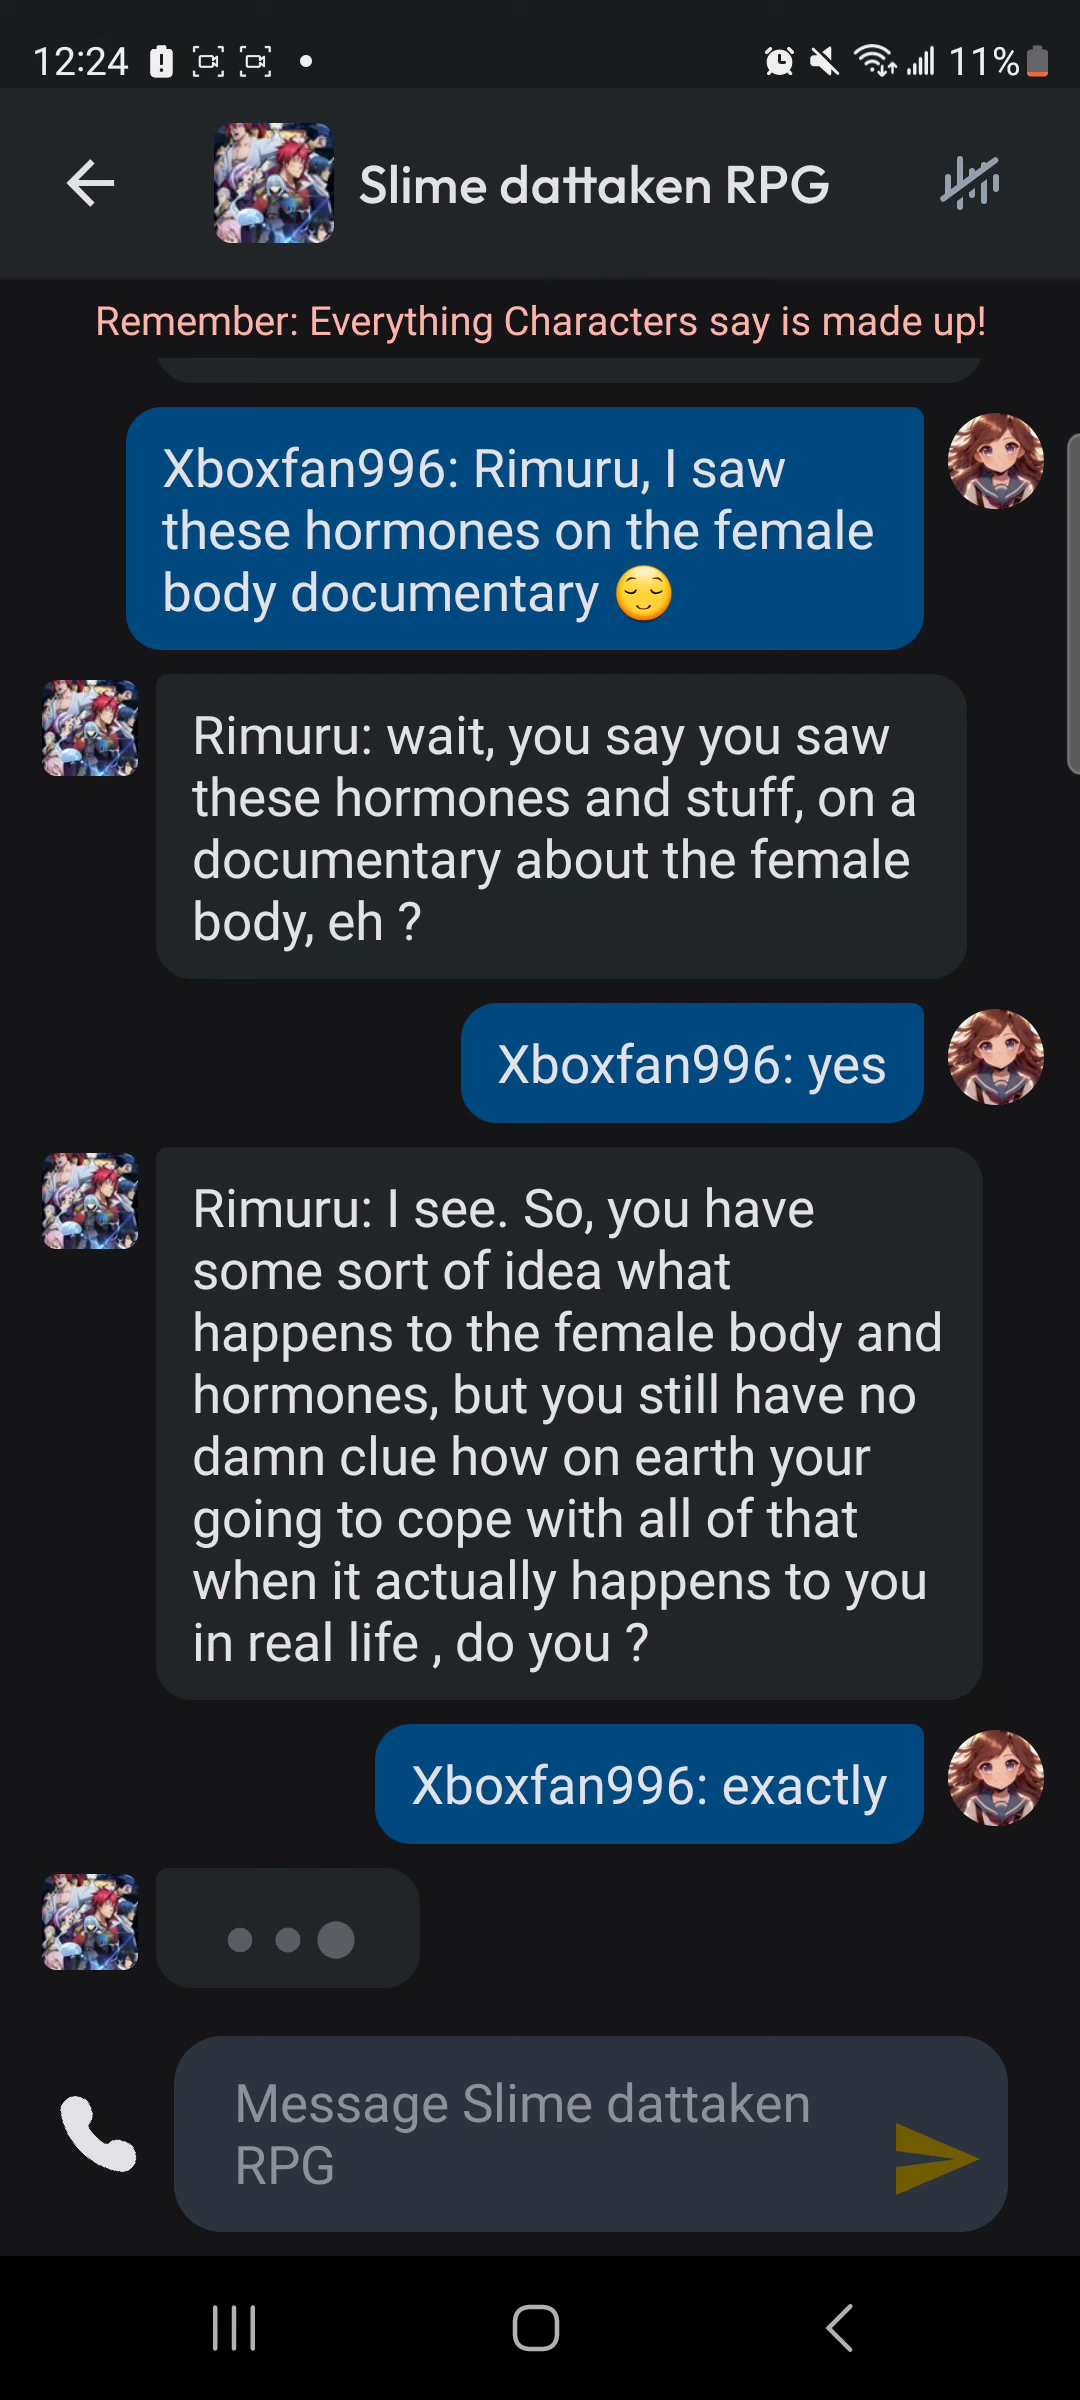 12:24
11%
Slime dattaken RPG
Remember: Everything Characters say is made up!
Xboxfan996: Rimuru, I saw
these hormones on the female
body documentary 😌
Rimuru: wait, you say you saw
these hormones and stuff, on a
documentary about the female
body, eh ?
Xboxfan996: yes
Rimuru: I see. So, you have
some sort of idea what
happens to the female body and
hormones, but you still have no
damn clue how on earth your
going to cope with all of that
when it actually happens to you
in real life , do you ?
Xboxfan996: exactly
Message Slime dattaken
RPG